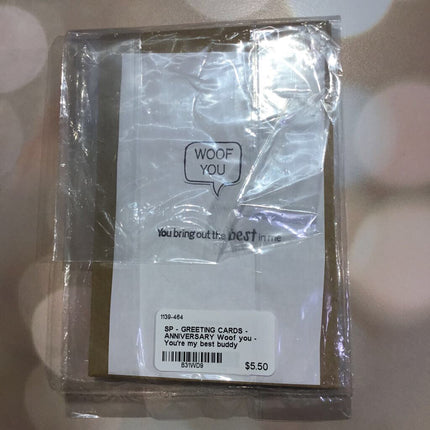 WOOF
YOU
You bring out the best in me
1139-464
SP - GREETING CARDS -
ANNIVERSARY Woof you -
You're my best buddy
B31WD9
$5.50